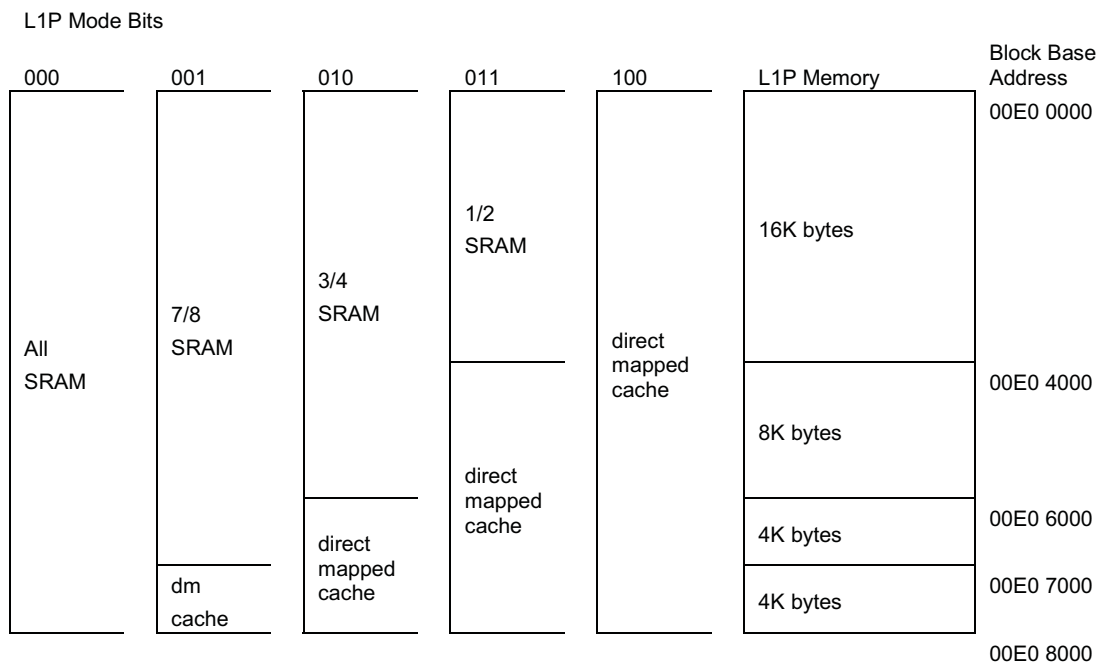 L1P Mode Bits
Block Base
000 001 010 011 100 L1P Memory Address
00E0 0000
1/2
SRAM
16K bytes
3/4
SRAM
7/8
SRAM
All
SRAM
direct
mapped
cache
00E0 4000
8K bytes
direct
mapped
cache
00E0 6000
4K bytes
direct
mapped
cache
dm
cache
00E0 7000
4K bytes
00E0 8000